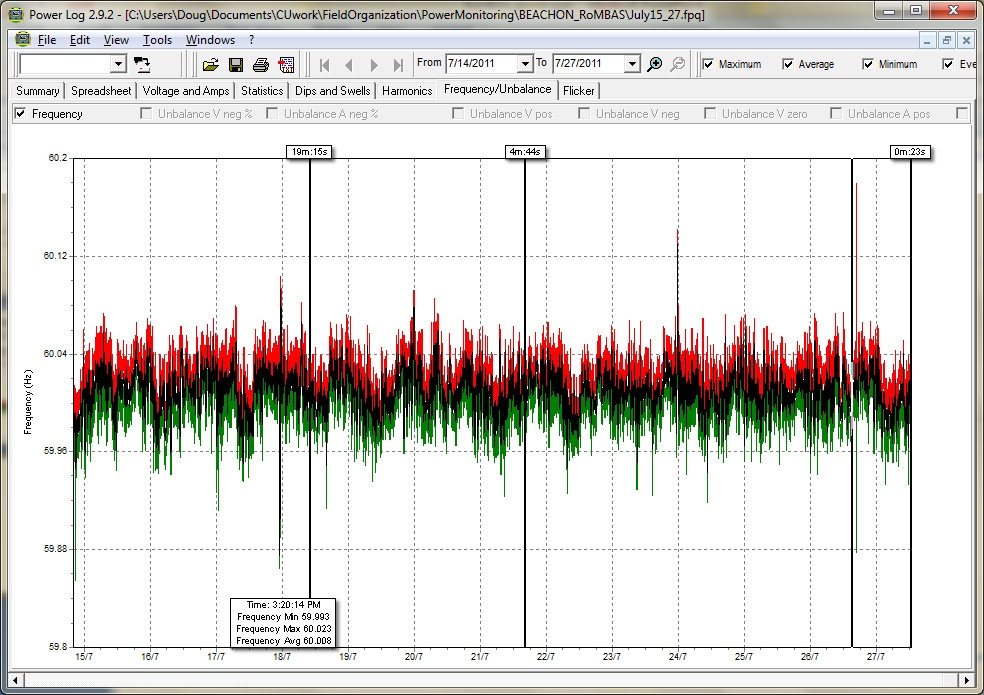 Power Log 2.9.2 - [C:\Users\Doug\Documents\CUwork\FieldOrganization\PowerMonitoring\BEACHON_RoMBAS\July15_27.fpq]
File Edit View Tools Windows ?
From 7/14/2011 To 7/27/2011 Maximum Average Minimum Eve
Summary Spreadsheet Voltage and Amps Statistics Dips and Swells Harmonics Frequency/Unbalance Flicker
Frequency Unbalance V neg % Unbalance A neg % Unbalance V pos Unbalance V neg Unbalance V zero Unbalance A pos
19m:15s 4m:44s 0m:23s
60.2
60.12
60.04
59.96
59.88
59.8
Frequency (Hz)
Time: 3:20:14 PM
Frequency Min 59.993
Frequency Max 60.023
Frequency Avg 60.008
15/7 16/7 17/7 18/7 19/7 20/7 21/7 22/7 23/7 24/7 25/7 26/7 27/7